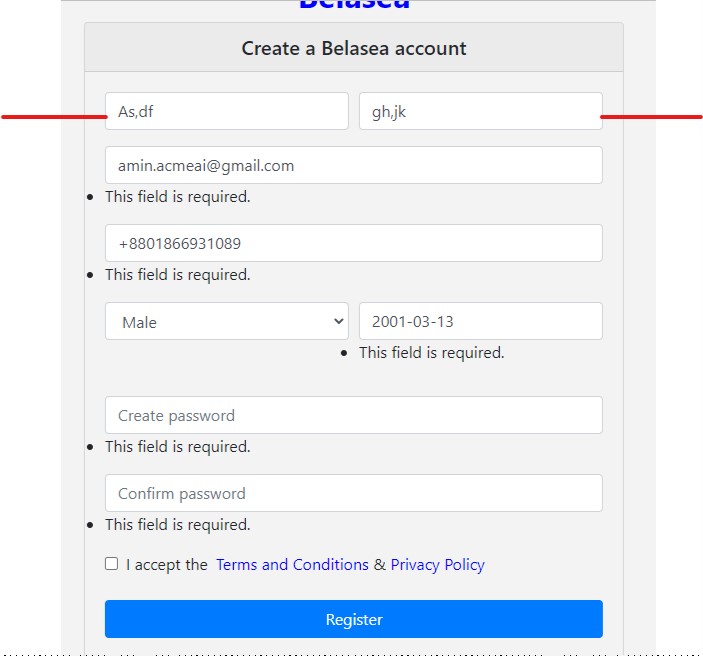 Belasea
Create a Belasea account
As,df gh,jk
amin.acmeai@gmail.com
This field is required.
+8801866931089
This field is required.
Male 2001-03-13
This field is required.
Create password
This field is required.
Confirm password
This field is required.
I accept the Terms and Conditions & Privacy Policy
Register